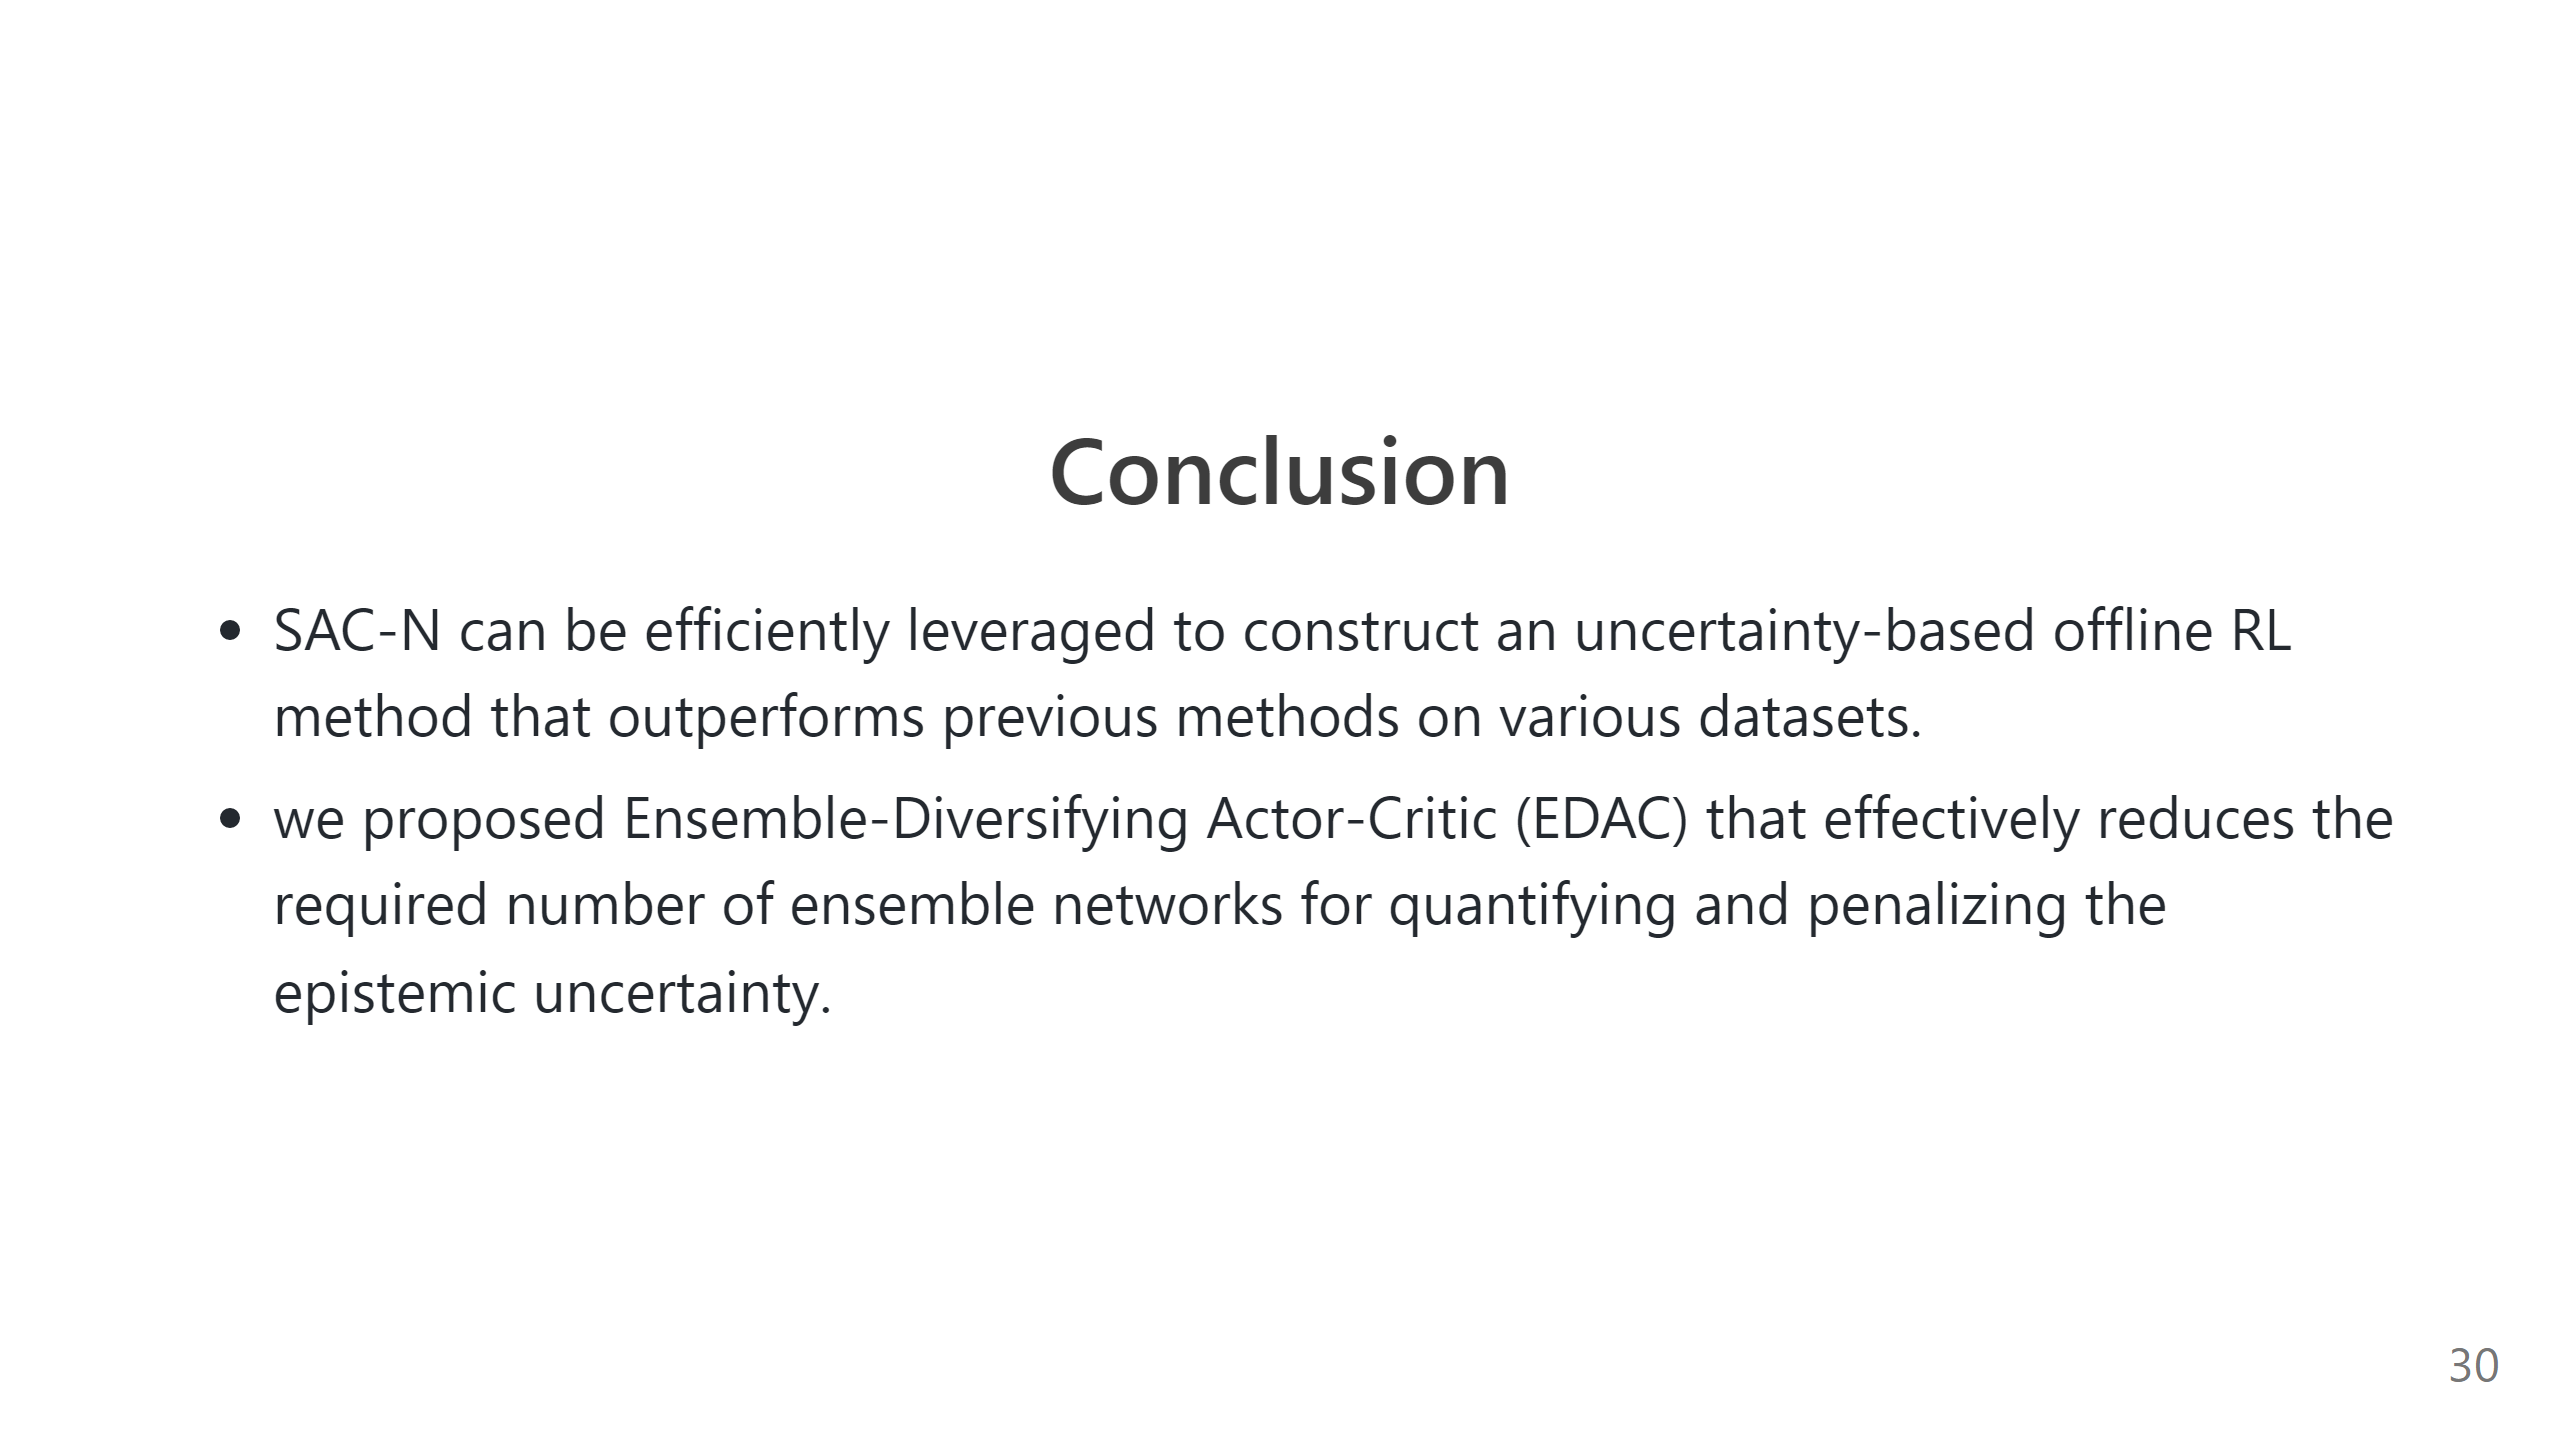 Conclusion
• SAC-N can be efficiently leveraged to construct an uncertainty-based offline RL
method that outperforms previous methods on various datasets.
• we proposed Ensemble-Diversifying Actor-Critic (EDAC) that effectively reduces the
required number of ensemble networks for quantifying and penalizing the
epistemic uncertainty.
30